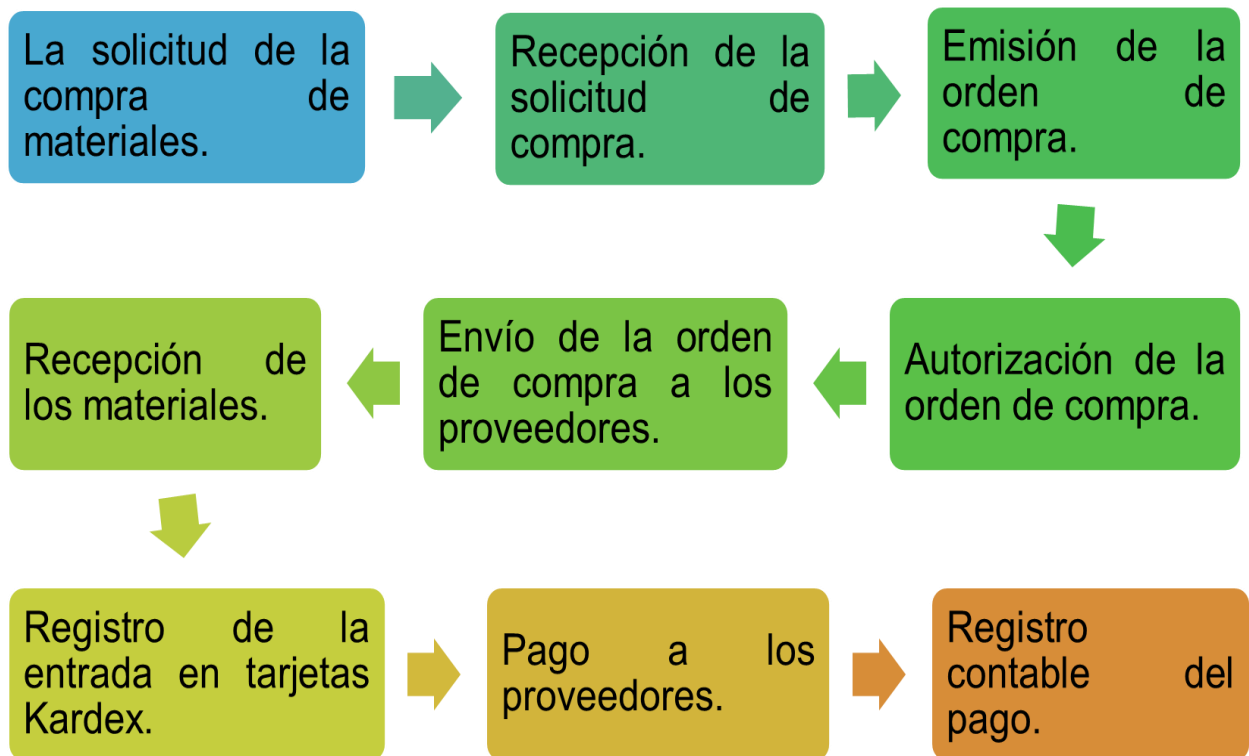 La solicitud de la
compra de
materiales.
Recepción de la
solicitud de
compra.
Emisión de la
orden de
compra.
Autorización de la
orden de compra.
Envío de la orden
de compra a los
proveedores.
Recepción de
los materiales.
Registro de la
entrada en tarjetas
Kardex.
Pago a los
proveedores.
Registro
contable del
pago.